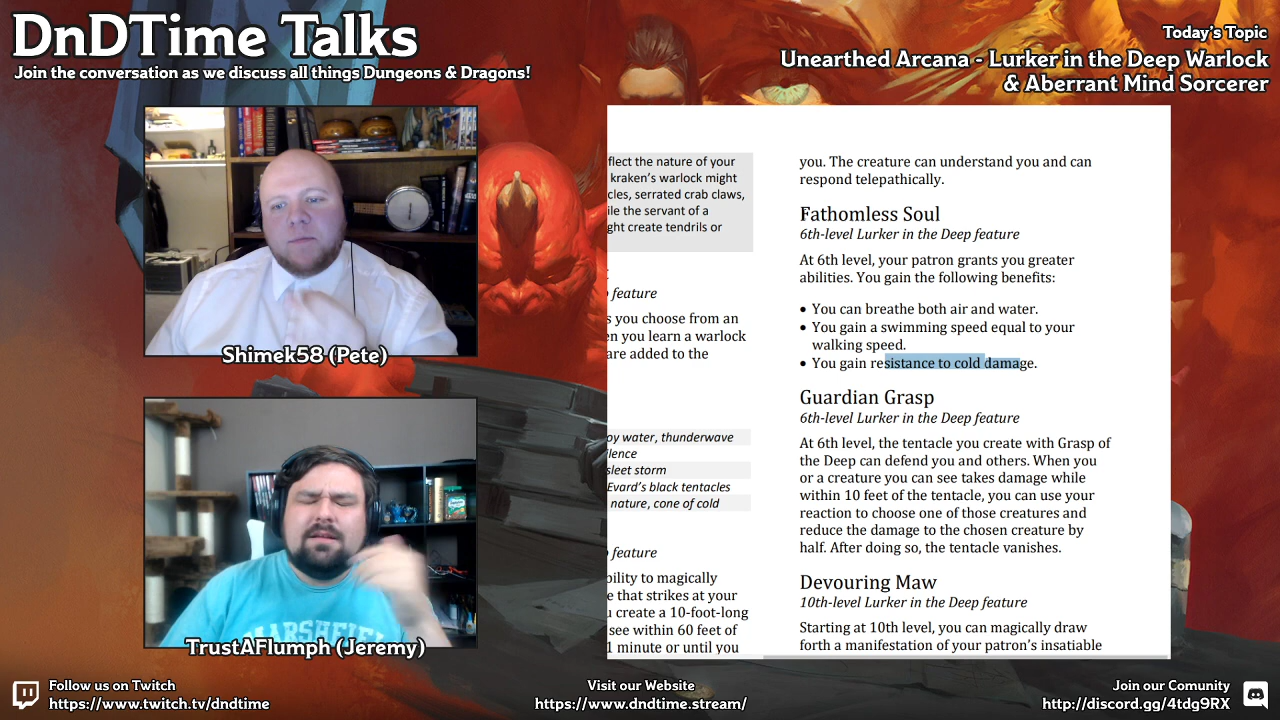 DnDTime Talks
Join the conversation as we discuss all things Dungeons & Dragons!
Today's Topic
Unearthed Arcana - Lurker in the Deep Warlock
& Aberrant Mind Sorcerer
Shimek58 (Pete)
MARSHFIEL
TrustAFlumph (Jeremy)
flect the nature of your
kraken's warlock might
cles, serrated crab claws,
ile the servant of a
ght create tendrils or
feature
s you choose from an
en you learn a warlock
are added to the
oy water, thunderwave
ilence
sleet storm
Evard's black tentacles
nature, cone of cold
feature
bility to magically
e that strikes at your
u create a 10-foot-long
see within 60 feet of
1 minute or until you
you. The creature can understand you and can
respond telepathically.
Fathomless Soul
6th-level Lurker in the Deep feature
At 6th level, your patron grants you greater
abilities. You gain the following benefits:
• You can breathe both air and water.
• You gain a swimming speed equal to your
walking speed.
• You gain resistance to cold damage.
Guardian Grasp
6th-level Lurker in the Deep feature
At 6th level, the tentacle you create with Grasp of
the Deep can defend you and others. When you
or a creature you can see takes damage while
within 10 feet of the tentacle, you can use your
reaction to choose one of those creatures and
reduce the damage to the chosen creature by
half. After doing so, the tentacle vanishes.
Devouring Maw
10th-level Lurker in the Deep feature
Starting at 10th level, you can magically draw
forth a manifestation of your patron's insatiable
Follow us on Twitch
https://www.twitch.tv/dndtime
Visit our Website
https://www.dndtime.stream/
Join our Comunity
http://discord.gg/4tdg9RX